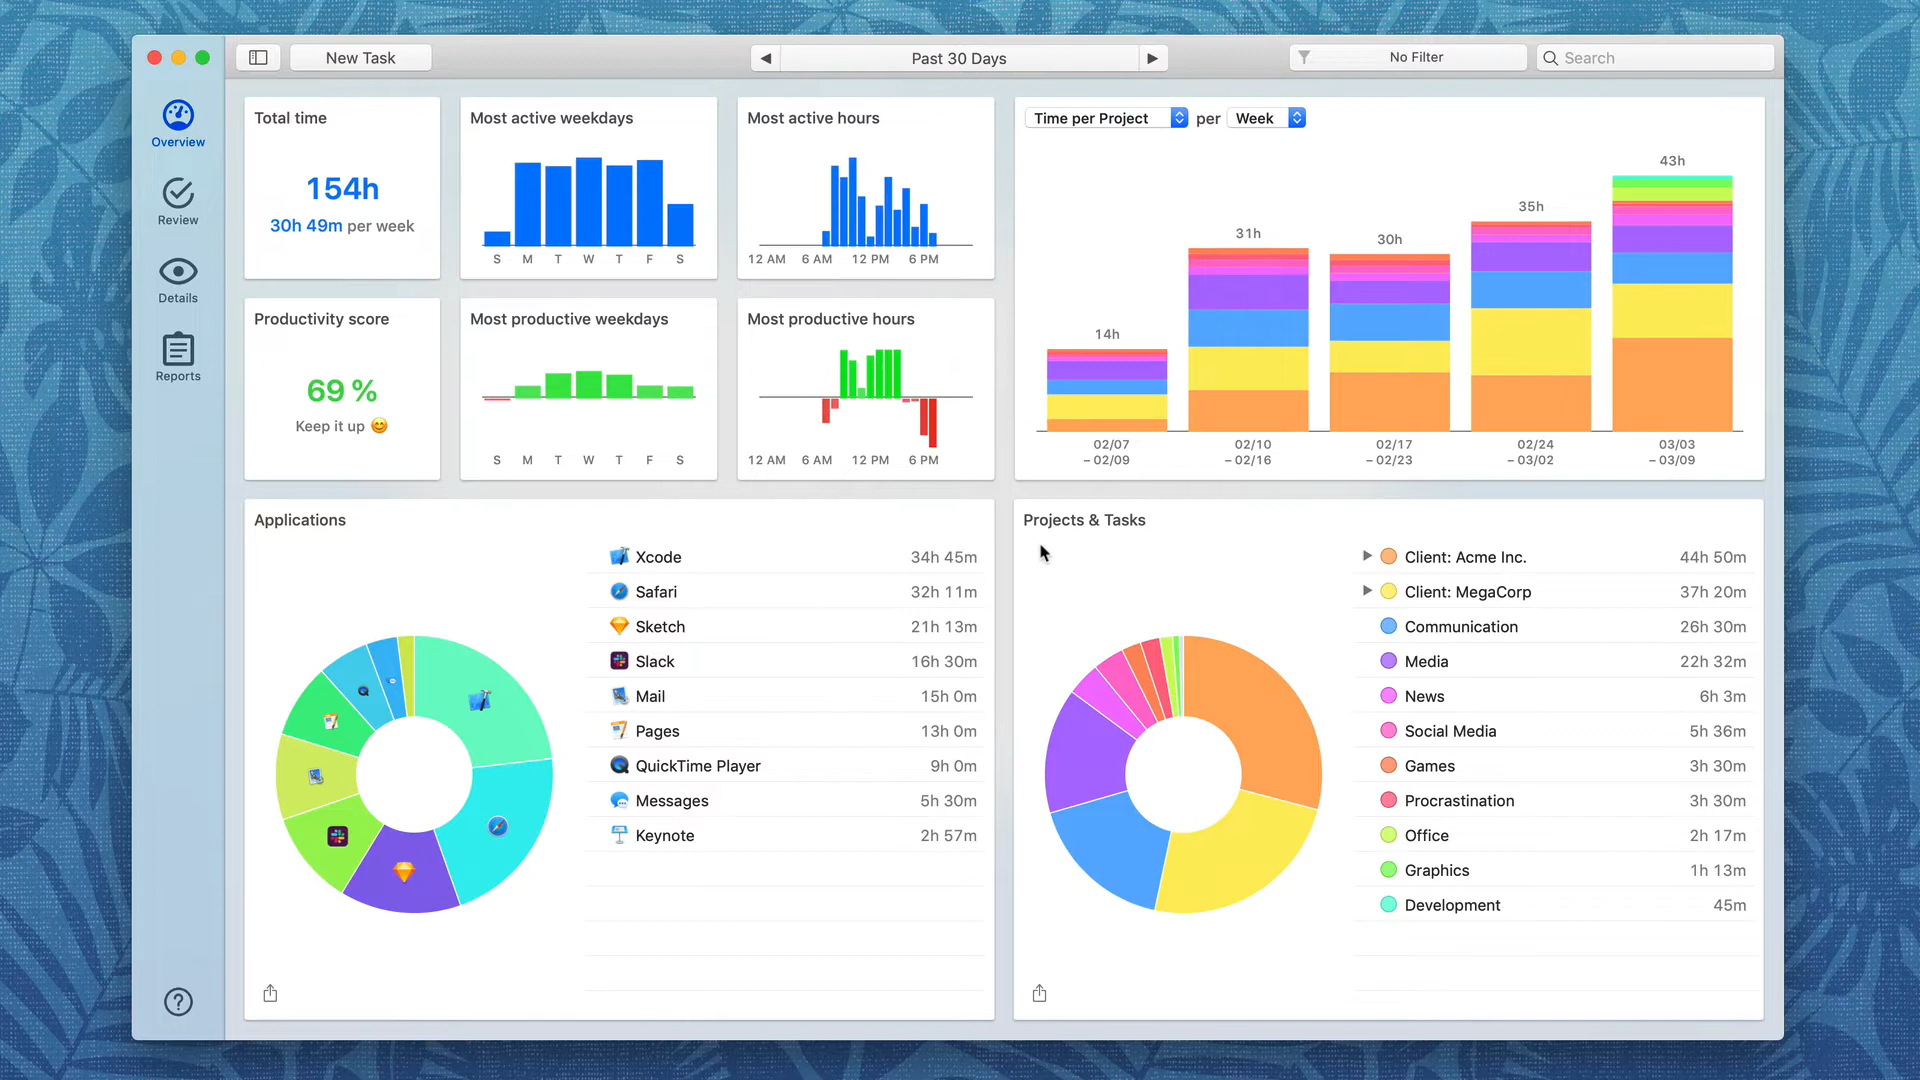 New Task
Past 30 Days
No Filter
Search
Overview
Review
Details
Reports
Total time
154h
30h 49m per week
Most active weekdays
S M T W T F S
Most active hours
12 AM 6 AM 12 PM 6 PM
Time per Project per Week
14h
31h
30h
35h
43h
02/07
– 02/09
02/10
– 02/16
02/17
– 02/23
02/24
– 03/02
03/03
– 03/09
Productivity score
69 %
Keep it up
Most productive weekdays
S M T W T F S
Most productive hours
12 AM 6 AM 12 PM 6 PM
Applications
Xcode 34h 45m
Safari 32h 11m
Sketch 21h 13m
Slack 16h 30m
Mail 15h 0m
Pages 13h 0m
QuickTime Player 9h 0m
Messages 5h 30m
Keynote 2h 57m
Projects & Tasks
Client: Acme Inc. 44h 50m
Client: MegaCorp 37h 20m
Communication 26h 30m
Media 22h 32m
News 6h 3m
Social Media 5h 36m
Games 3h 30m
Procrastination 3h 30m
Office 2h 17m
Graphics 1h 13m
Development 45m